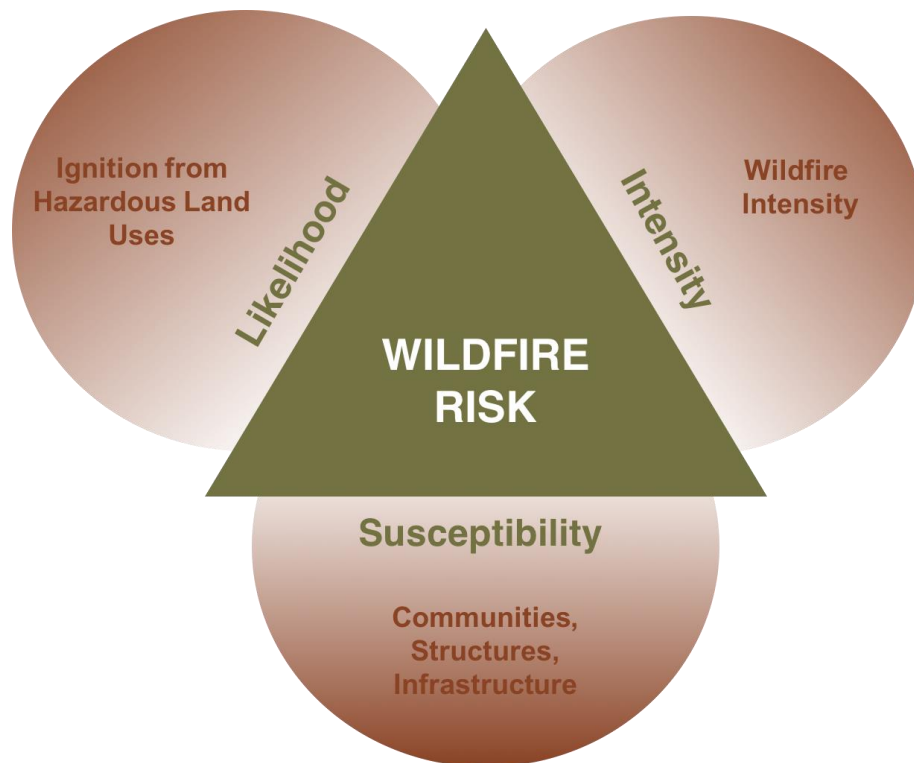 Ignition from
Hazardous Land
Uses
Likelihood
Intensity
Wildfire
Intensity
WILDFIRE
RISK
Susceptibility
Communities,
Structures,
Infrastructure